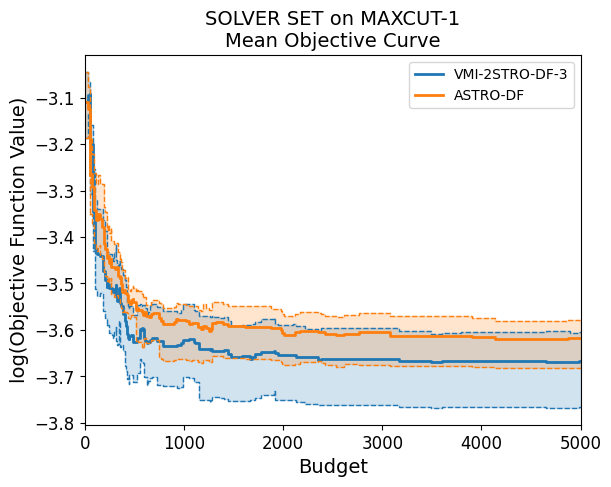 SOLVER SET on MAXCUT-1
Mean Objective Curve
VMI-2STRO-DF-3
ASTRO-DF
log(Objective Function Value)
−3.1
−3.2
−3.3
−3.4
−3.5
−3.6
−3.7
−3.8
0 1000 2000 3000 4000 5000
Budget